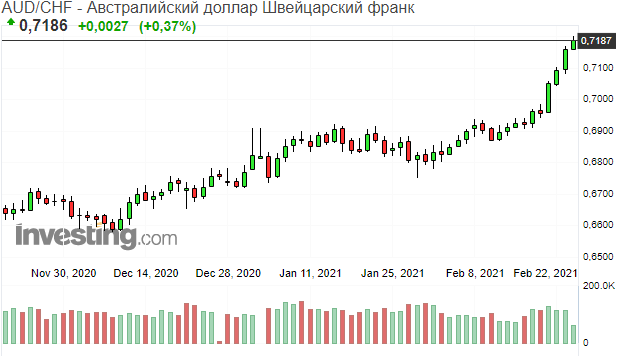 AUD/CHF - Австралийский доллар Швейцарский франк
0,7186 +0,0027 (+0,37%)
0,7187
0,7100
0,7000
0,6900
0,6800
0,6700
0,6600
0,6500
Investing.com
Nov 30, 2020 Dec 14, 2020 Dec 28, 2020 Jan 11, 2021 Jan 25, 2021 Feb 8, 2021 Feb 22, 2021
200.0K
0